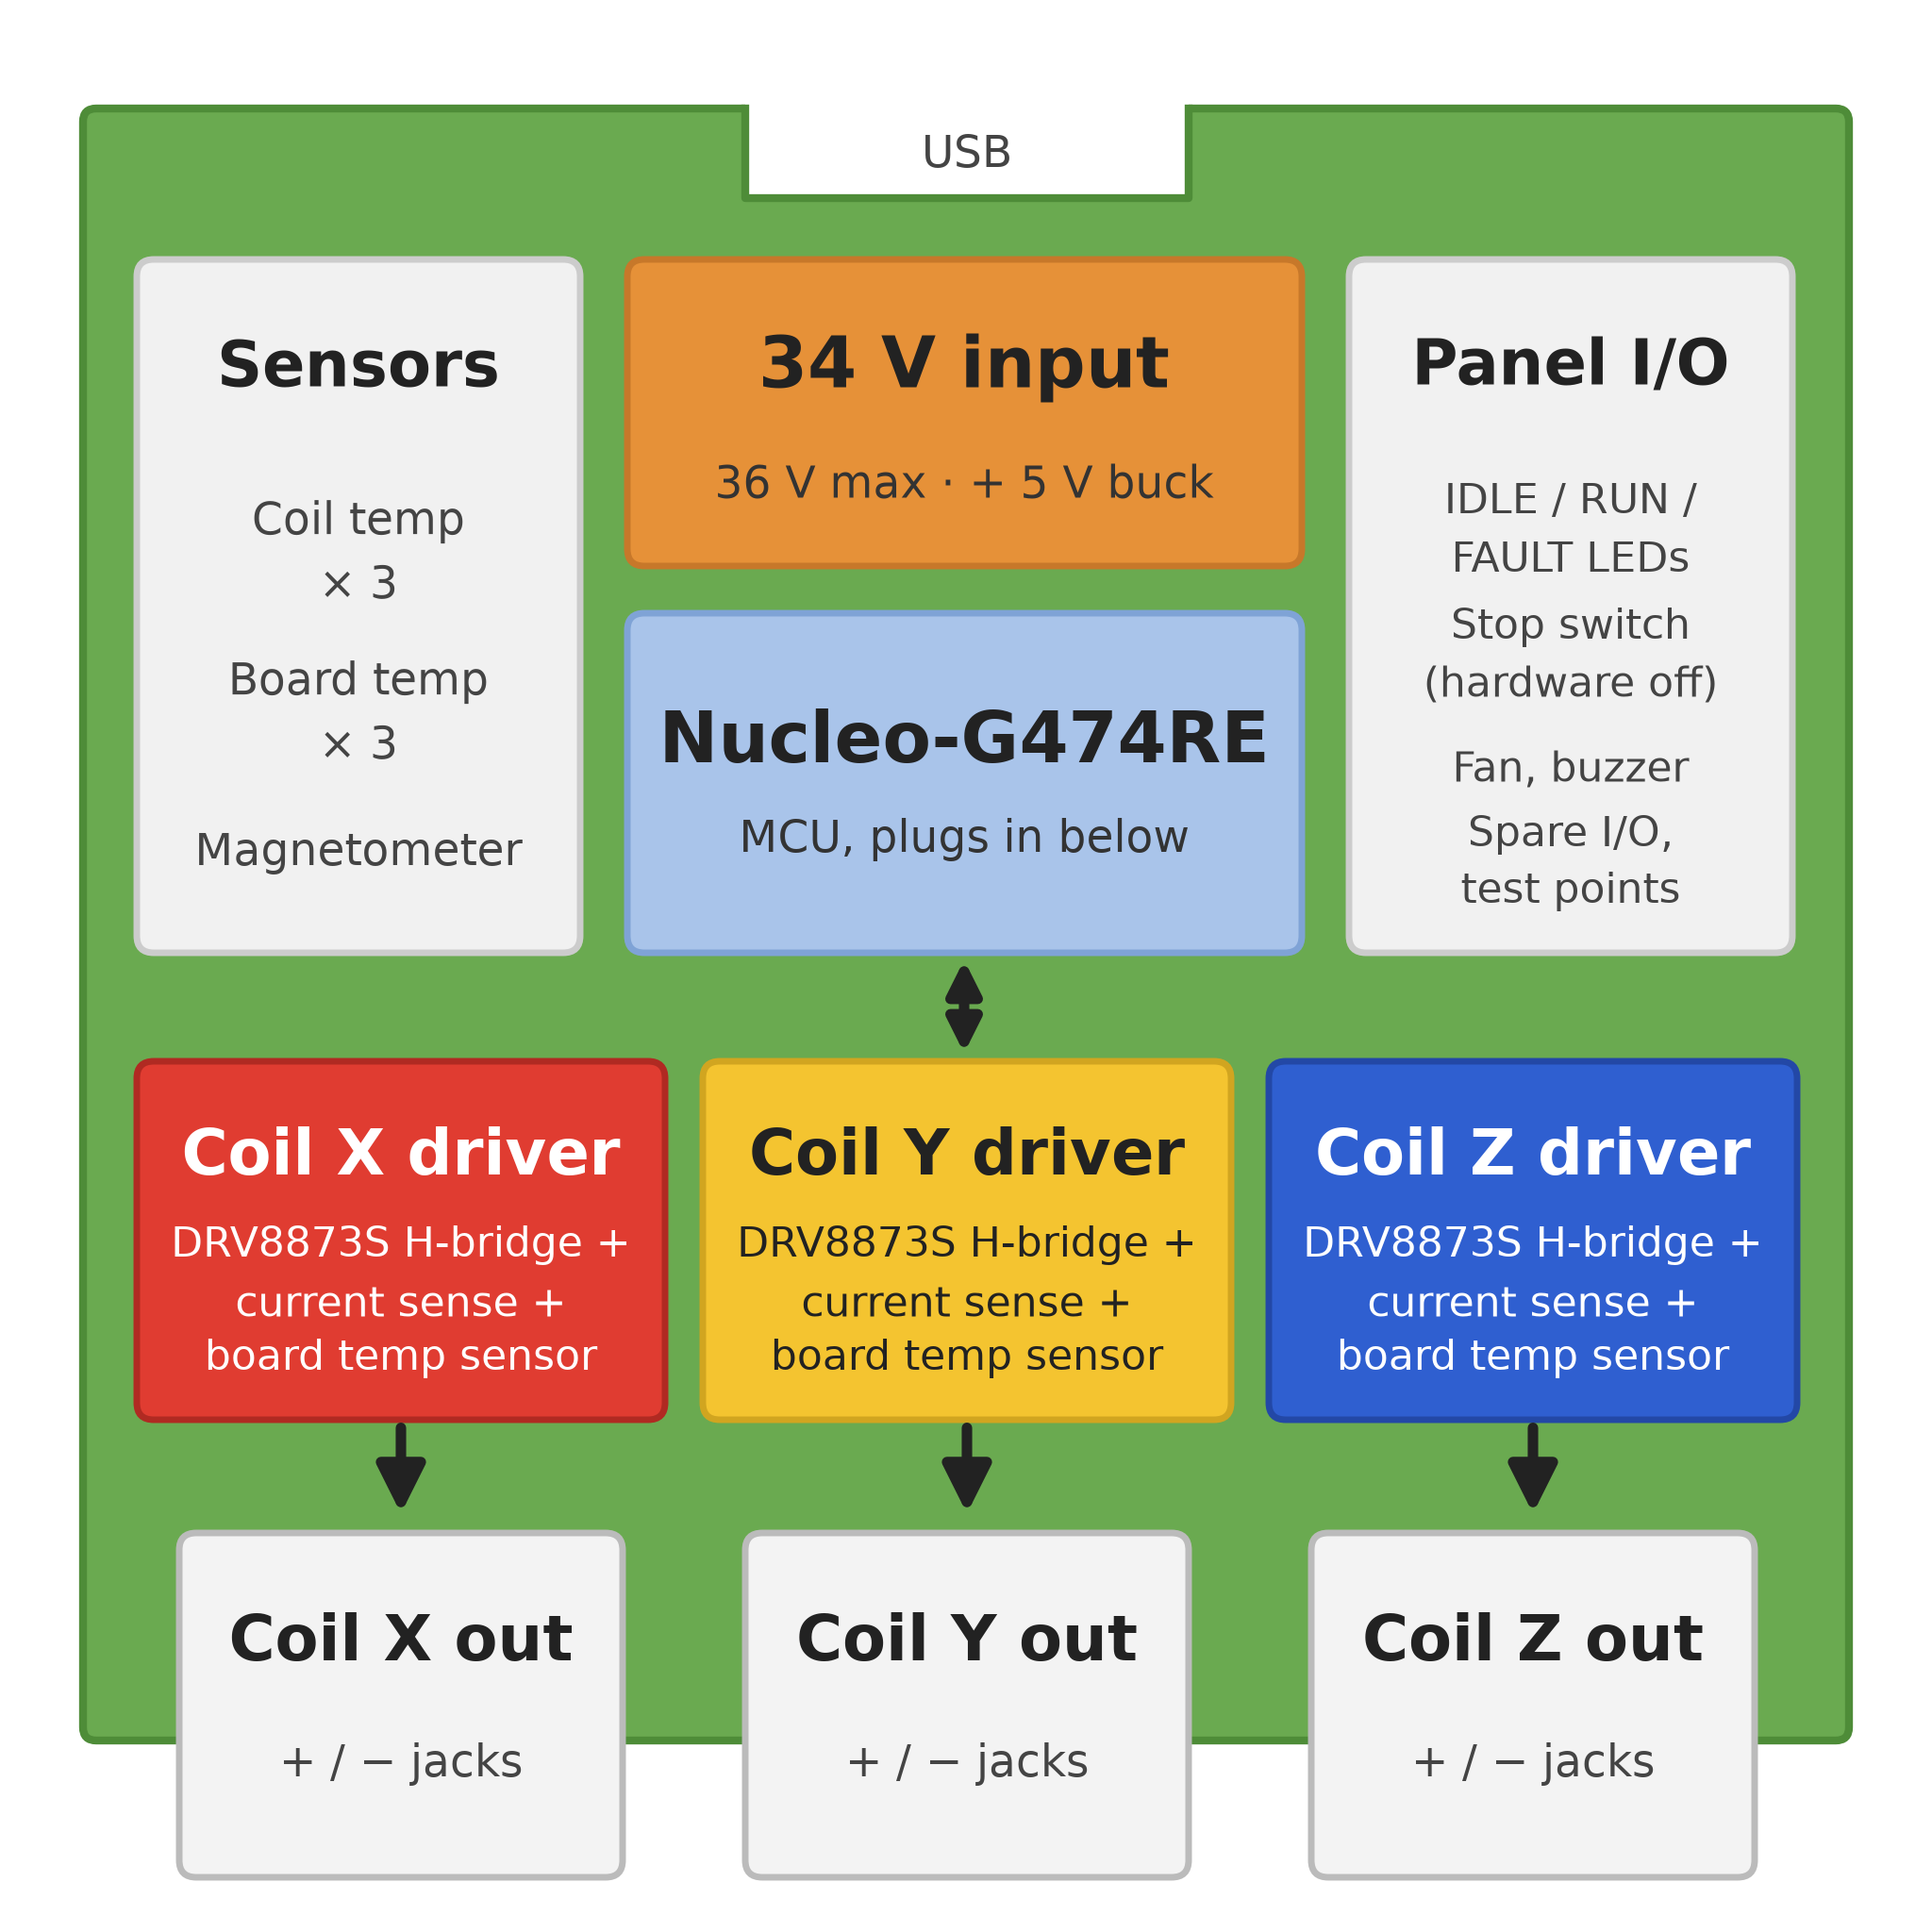 USB
Sensors
Coil temp
× 3
Board temp
× 3
Magnetometer
34 V input
36 V max · + 5 V buck
Nucleo-G474RE
MCU, plugs in below
Panel I/O
IDLE / RUN /
FAULT LEDs
Stop switch
(hardware off)
Fan, buzzer
Spare I/O,
test points
Coil X driver
DRV8873S H-bridge +
current sense +
board temp sensor
Coil Y driver
DRV8873S H-bridge +
current sense +
board temp sensor
Coil Z driver
DRV8873S H-bridge +
current sense +
board temp sensor
Coil X out
+ / − jacks
Coil Y out
+ / − jacks
Coil Z out
+ / − jacks